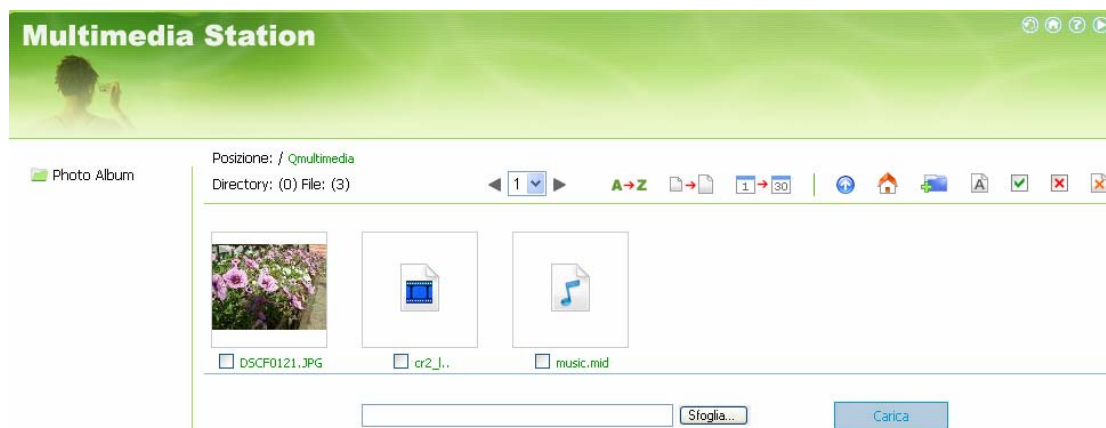 Multimedia Station
Photo Album
Posizione: / Qmultimedia
Directory: (0) File: (3)
1
A→Z
1→30
A
DSCF0121.JPG
cr2_l..
music.mid
Sfoglia...
Carica